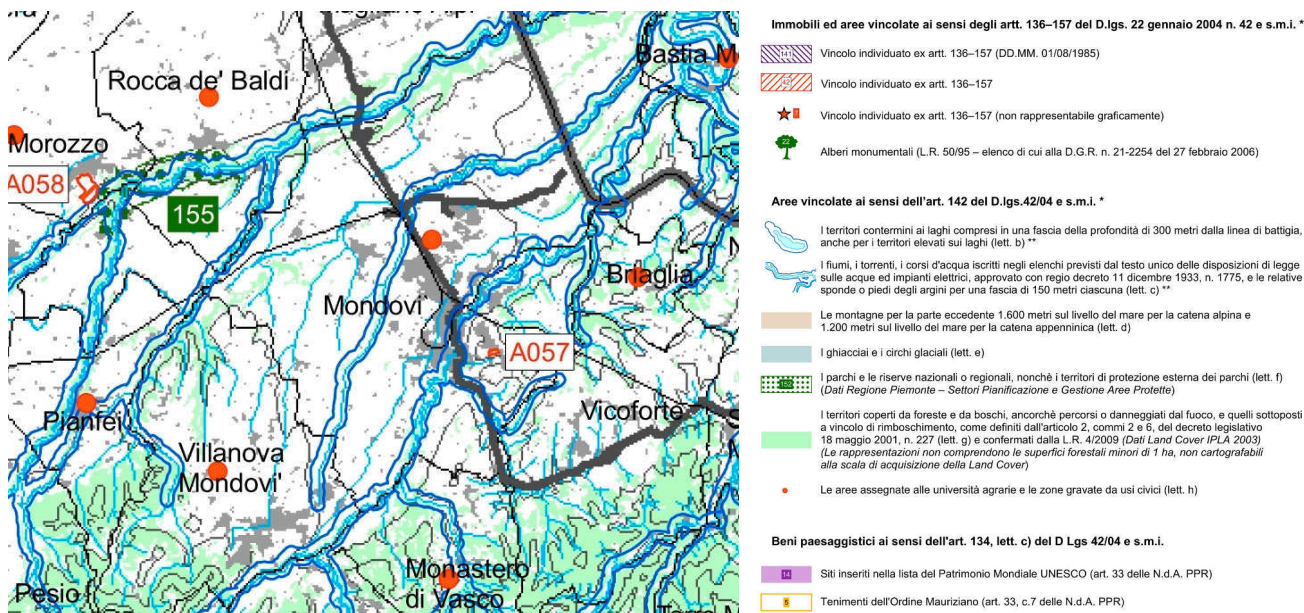 Bastia M
Rocca de' Baldi
Morozzo
A058
155
Briaglia
Mondovi'
A057
Vicoforte
Pianfei
Villanova
Mondovi'
Monastero
di Vasco
Pesio
Immobili ed aree vincolate ai sensi degli artt. 136–157 del D.lgs. 22 gennaio 2004 n. 42 e s.m.i. *
141 Vincolo individuato ex artt. 136–157 (DD.MM. 01/08/1985)
42 Vincolo individuato ex artt. 136–157
Vincolo individuato ex artt. 136–157 (non rappresentabile graficamente)
22 Alberi monumentali (L.R. 50/95 – elenco di cui alla D.G.R. n. 21-2254 del 27 febbraio 2006)
Aree vincolate ai sensi dell'art. 142 del D.lgs.42/04 e s.m.i. *
I territori contermini ai laghi compresi in una fascia della profondità di 300 metri dalla linea di battigia,
anche per i territori elevati sui laghi (lett. b) **
I fiumi, i torrenti, i corsi d'acqua iscritti negli elenchi previsti dal testo unico delle disposizioni di legge
sulle acque ed impianti elettrici, approvato con regio decreto 11 dicembre 1933, n. 1775, e le relative
sponde o piedi degli argini per una fascia di 150 metri ciascuna (lett. c) **
Le montagne per la parte eccedente 1.600 metri sul livello del mare per la catena alpina e
1.200 metri sul livello del mare per la catena appenninica (lett. d)
I ghiacciai e i circhi glaciali (lett. e)
152 I parchi e le riserve nazionali o regionali, nonchè i territori di protezione esterna dei parchi (lett. f)
(Dati Regione Piemonte – Settori Pianificazione e Gestione Aree Protette)
I territori coperti da foreste e da boschi, ancorchè percorsi o danneggiati dal fuoco, e quelli sottoposti
a vincolo di rimboschimento, come definiti dall'articolo 2, commi 2 e 6, del decreto legislativo
18 maggio 2001, n. 227 (lett. g) e confermati dalla L.R. 4/2009 (Dati Land Cover IPLA 2003)
(Le rappresentazioni non comprendono le superfici forestali minori di 1 ha, non cartografabili
alla scala di acquisizione della Land Cover)
Le aree assegnate alle università agrarie e le zone gravate da usi civici (lett. h)
Beni paesaggistici ai sensi dell'art. 134, lett. c) del D Lgs 42/04 e s.m.i.
14 Siti inseriti nella lista del Patrimonio Mondiale UNESCO (art. 33 delle N.d.A. PPR)
5 Tenimenti dell'Ordine Mauriziano (art. 33, c.7 delle N.d.A. PPR)